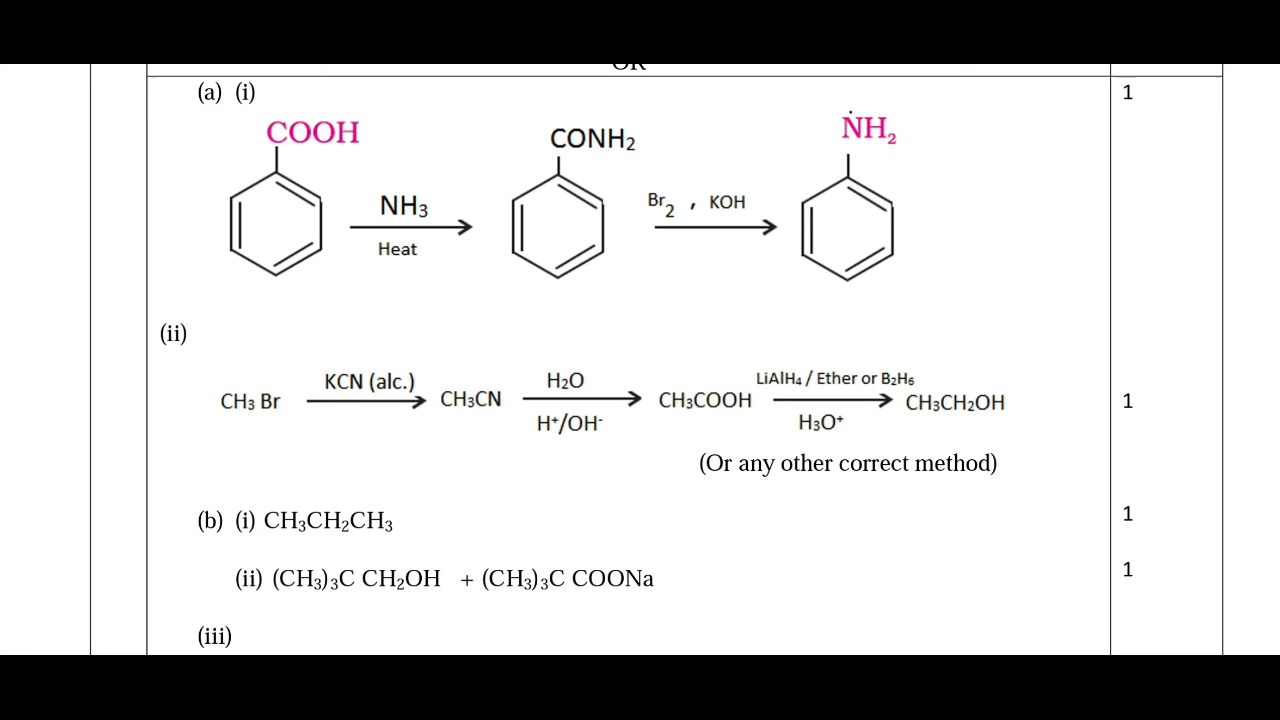 OR
(a) (i) 1
COOH CONH₂ NH₂
NH₃ Br₂ , KOH
Heat
(ii)
KCN (alc.) H₂O LiAlH₄ / Ether or B₂H₆
CH₃ Br CH₃CN CH₃COOH CH₃CH₂OH 1
H⁺/OH⁻ H₃O⁺
(Or any other correct method)
(b) (i) CH₃CH₂CH₃ 1
(ii) (CH₃)₃C CH₂OH + (CH₃)₃C COONa 1
(iii)